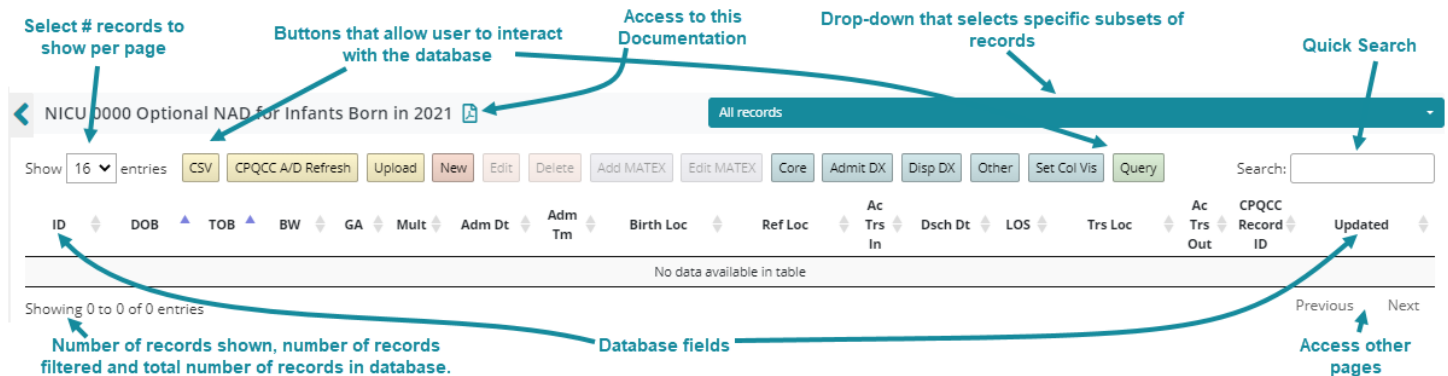 Select # records to
show per page
Buttons that allow user to interact
with the database
Access to this
Documentation
Drop-down that selects specific subsets of
records
Quick Search
NICU 0000 Optional NAD for Infants Born in 2021
All records
Show 16 entries CSV CPQCC A/D Refresh Upload New Edit Delete Add MATEX Edit MATEX Core Admit DX Disp DX Other Set Col Vis Query Search:
ID DOB TOB BW GA Mult Adm Dt Adm Tm Birth Loc Ref Loc Ac Trs In Dsch Dt LOS Trs Loc Ac Trs Out CPQCC Record ID Updated
No data available in table
Showing 0 to 0 of 0 entries
Previous Next
Number of records shown, number of records
filtered and total number of records in database.
Database fields
Access other
pages